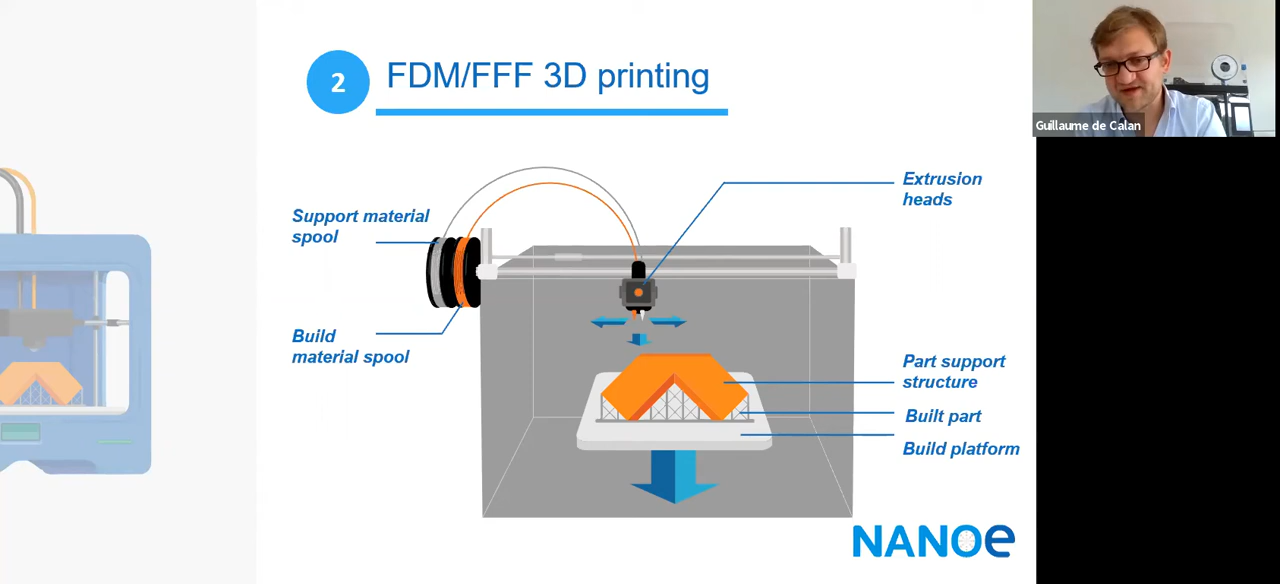 2
FDM/FFF 3D printing
Guillaume de Calan
Extrusion
heads
Support material
spool
Build
material spool
Part support
structure
Built part
Build platform
NANOe